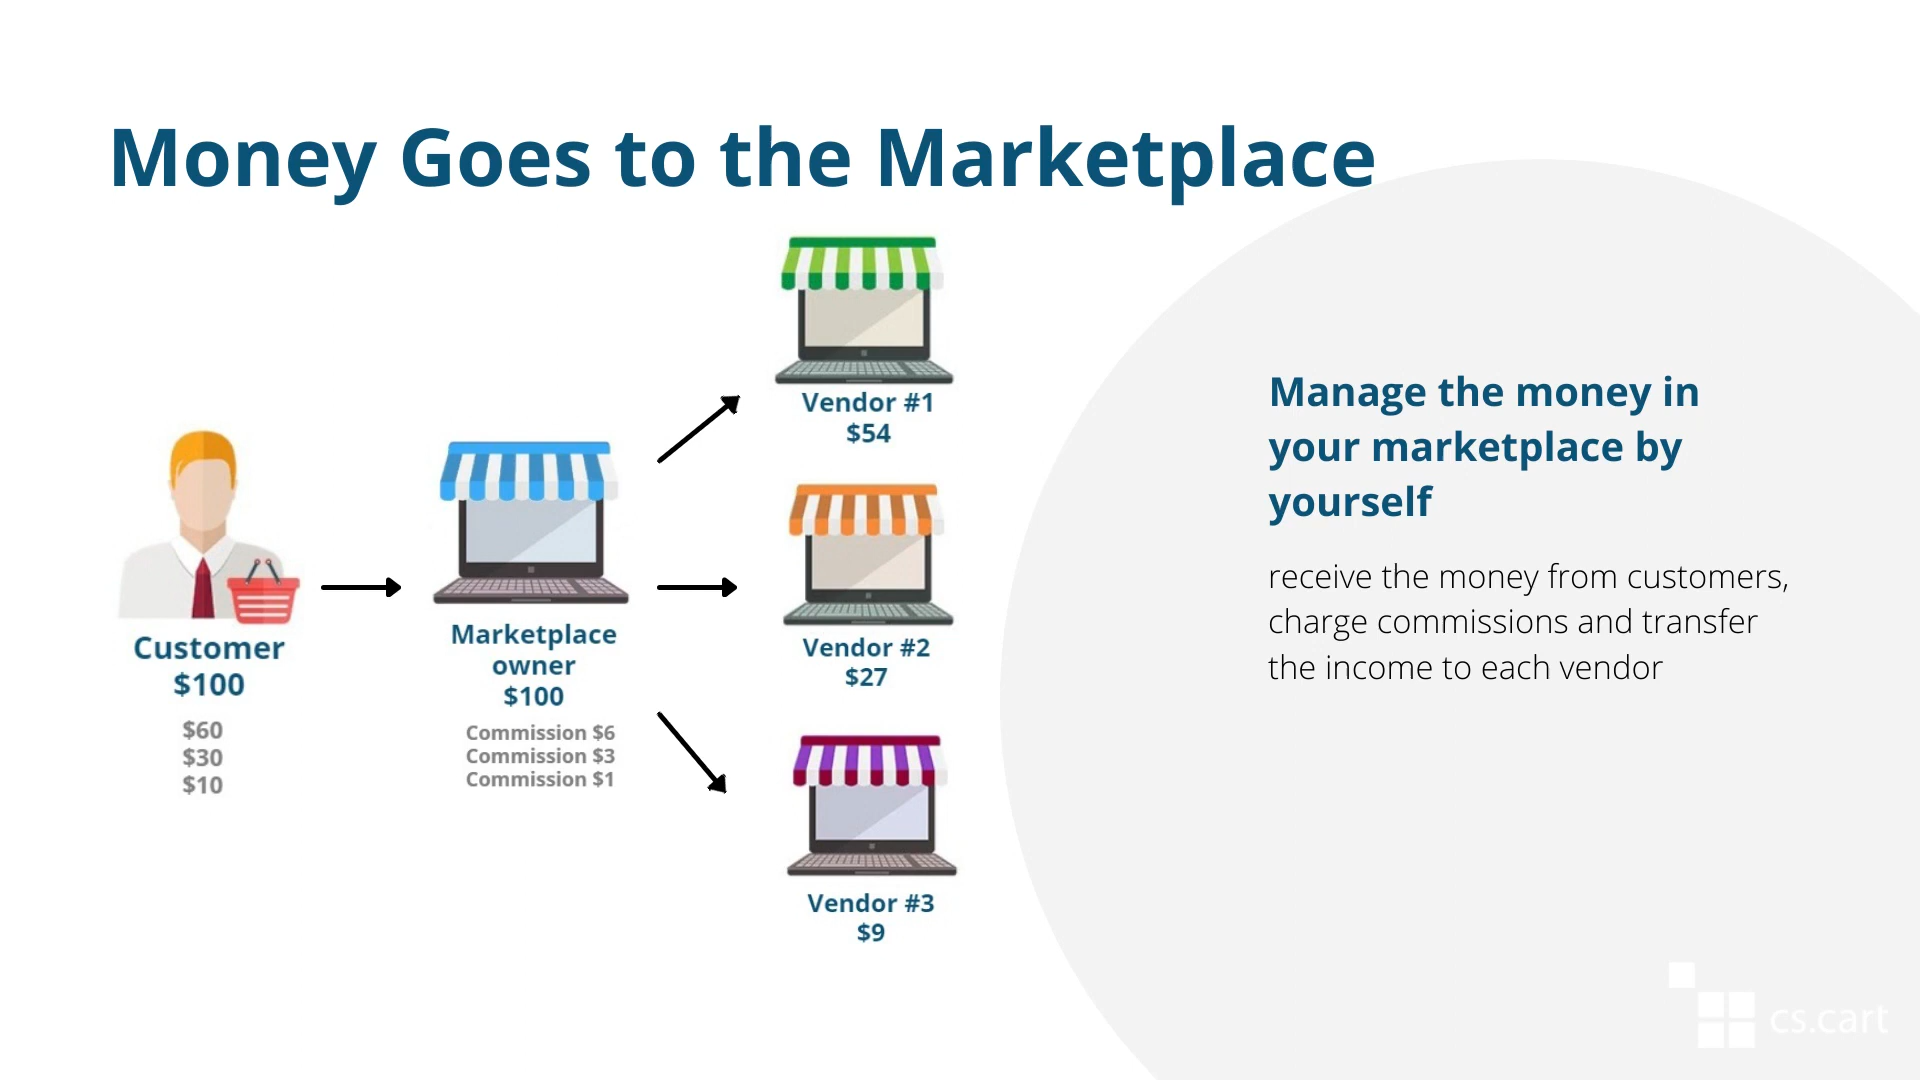 Money Goes to the Marketplace
Customer
$100
$60
$30
$10
Marketplace
owner
$100
Commission $6
Commission $3
Commission $1
Vendor #1
$54
Vendor #2
$27
Vendor #3
$9
Manage the money in
your marketplace by
yourself
receive the money from customers,
charge commissions and transfer
the income to each vendor
cs.cart